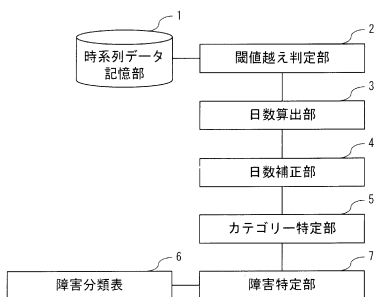 1
時系列データ
記憶部
2
閾値越え判定部
3
日数算出部
4
日数補正部
5
カテゴリー特定部
6
障害分類表
7
障害特定部